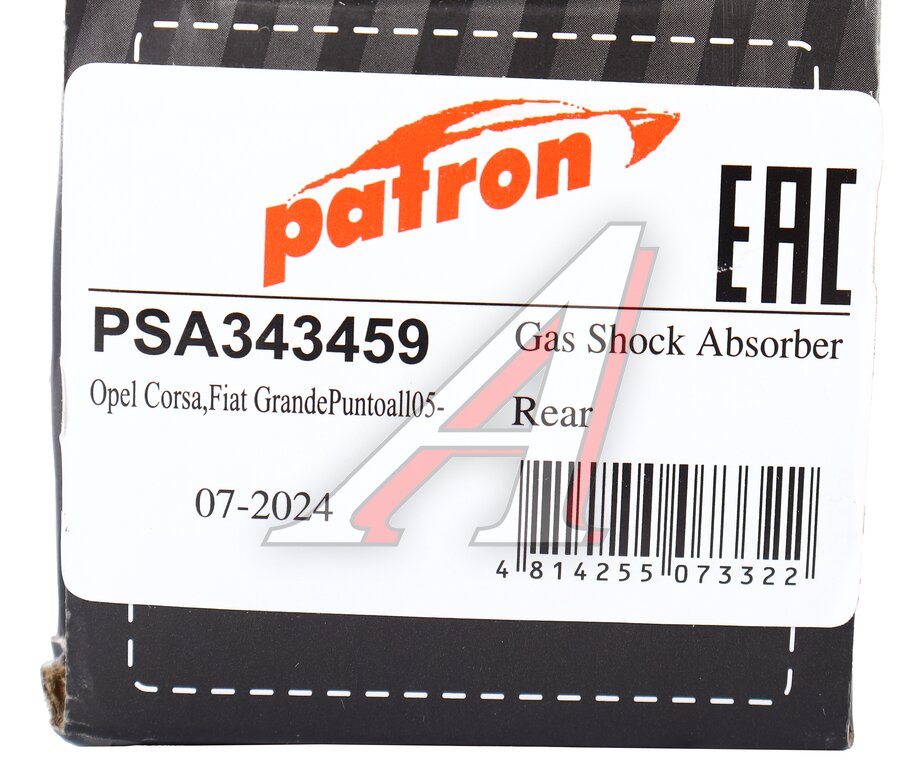 patron
EAC
PSA343459
Gas Shock Absorber
Opel Corsa,Fiat GrandePuntoall05-
Rear
07-2024
4 814255 073322